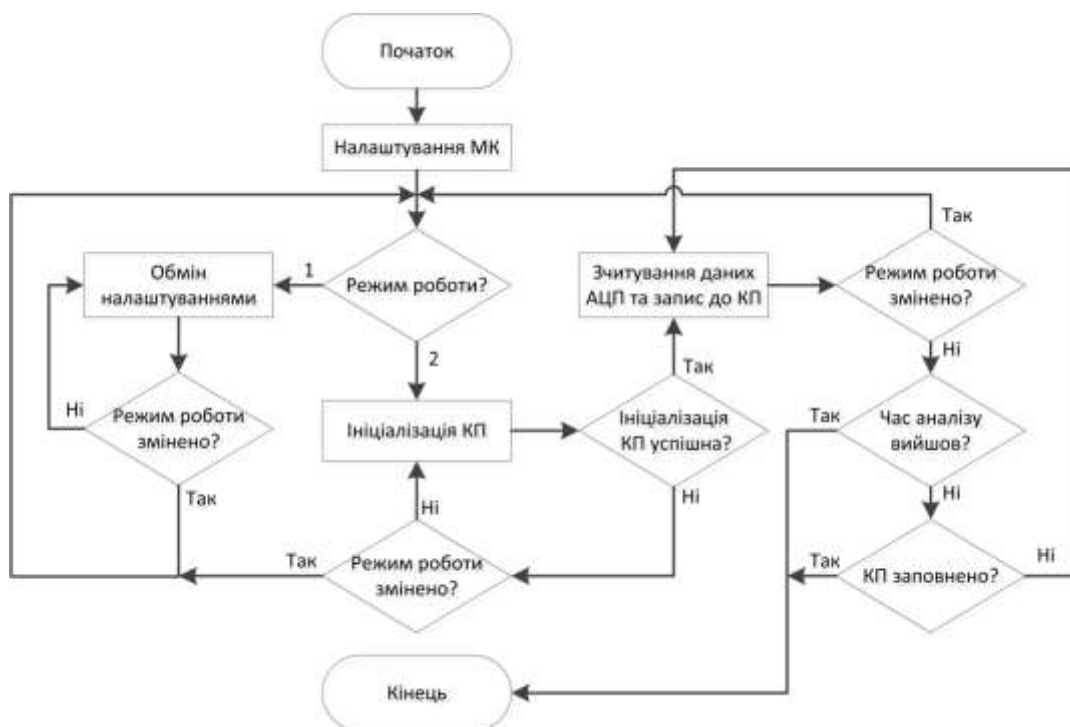 Початок
Налаштування МК
Так
1
Обмін
налаштуваннями
Режим роботи?
Зчитування даних
АЦП та запис до КП
Режим роботи
змінено?
2
Так
Ні
Ні
Режим роботи
змінено?
Ініціалізація КП
Ініціалізація
КП успішна?
Так
Час аналізу
вийшов?
Так
Ні
Ні
Ні
Так
Режим роботи
змінено?
Так
КП заповнено?
Ні
Кінець